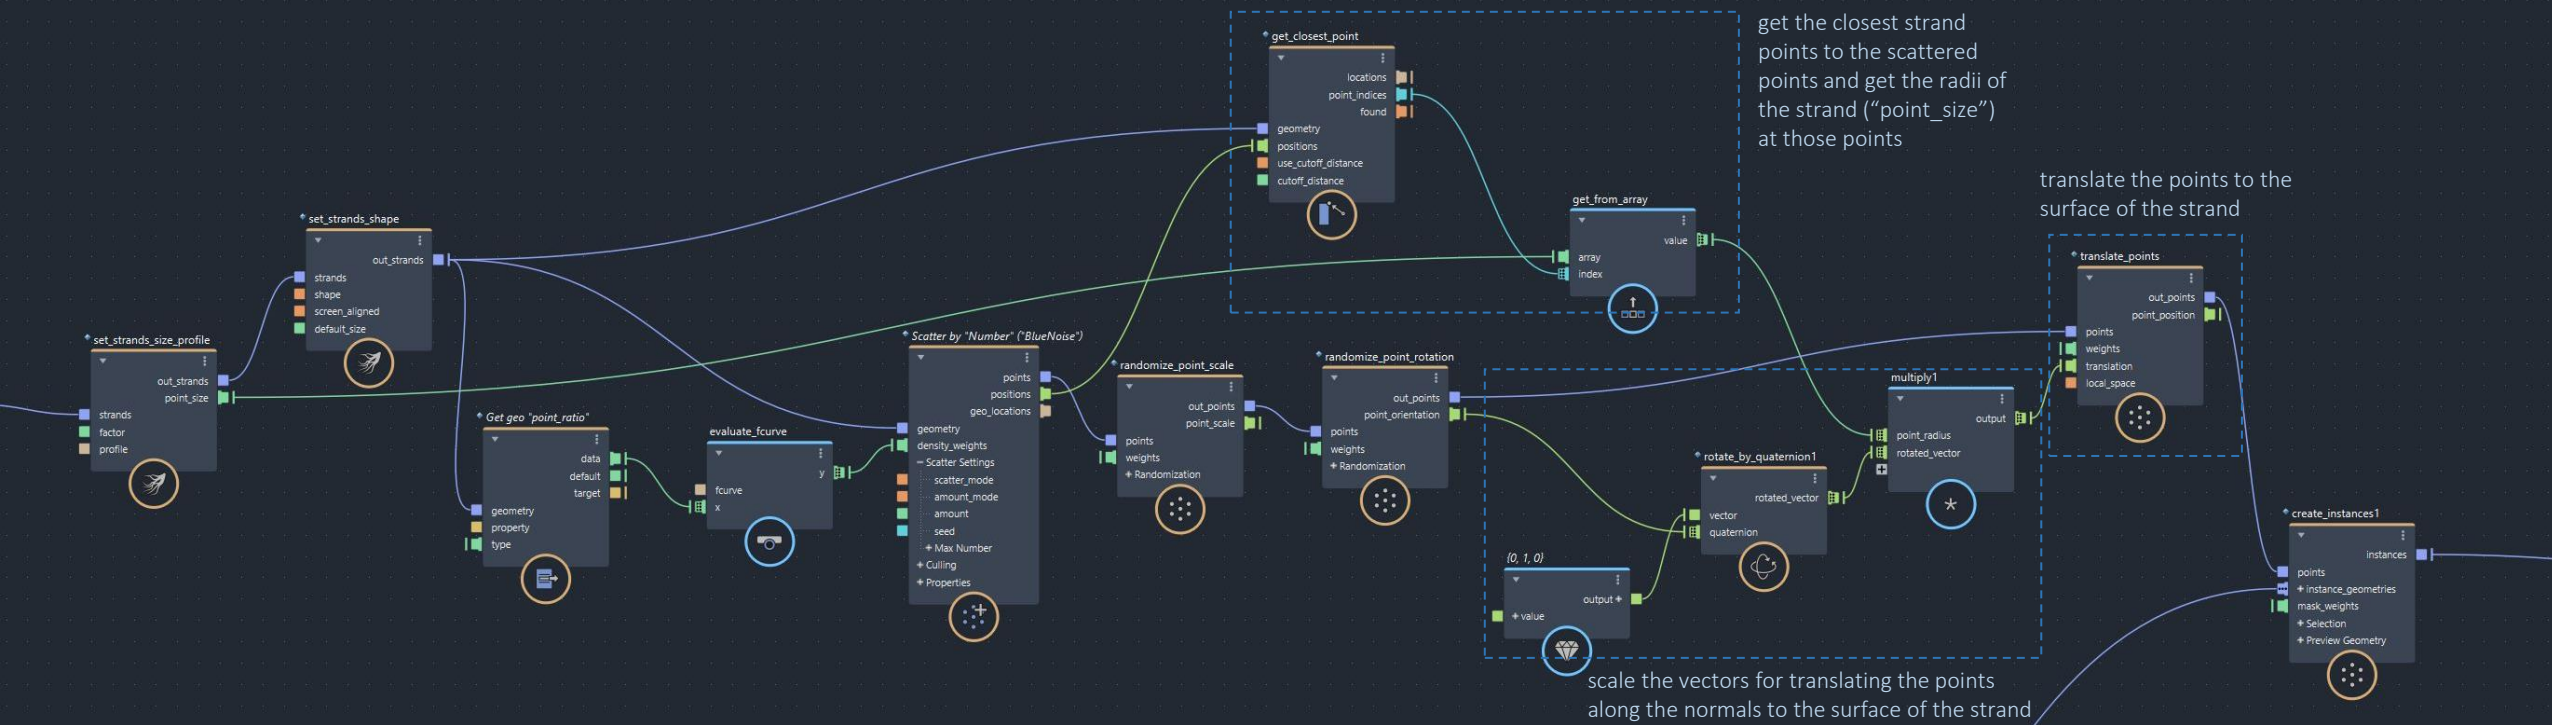 get the closest strand
points to the scattered
points and get the radii of
the strand (“point_size”)
at those points
get_closest_point
locations
point_indices
found
geometry
positions
use_cutoff_distance
cutoff_distance
get_from_array
value
array
index
translate the points to the
surface of the strand
translate_points
out_points
point_position
points
weights
translation
local_space
set_strands_shape
out_strands
strands
shape
screen_aligned
default_size
set_strands_size_profile
out_strands
point_size
strands
factor
profile
Get geo "point_ratio"
data
default
target
geometry
property
type
evaluate_fcurve
y
fcurve
x
Scatter by "Number" ("BlueNoise")
points
positions
geo_locations
geometry
density_weights
Scatter Settings
scatter_mode
amount_mode
amount
seed
+ Max Number
+ Culling
+ Properties
randomize_point_scale
out_points
point_scale
points
weights
+ Randomization
randomize_point_rotation
out_points
point_orientation
points
weights
+ Randomization
{0, 1, 0}
output +
+ value
rotate_by_quaternion1
rotated_vector
vector
quaternion
multiply1
output
point_radius
rotated_vector
scale the vectors for translating the points
along the normals to the surface of the strand
create_instances1
instances
points
+ instance_geometries
mask_weights
+ Selection
+ Preview Geometry